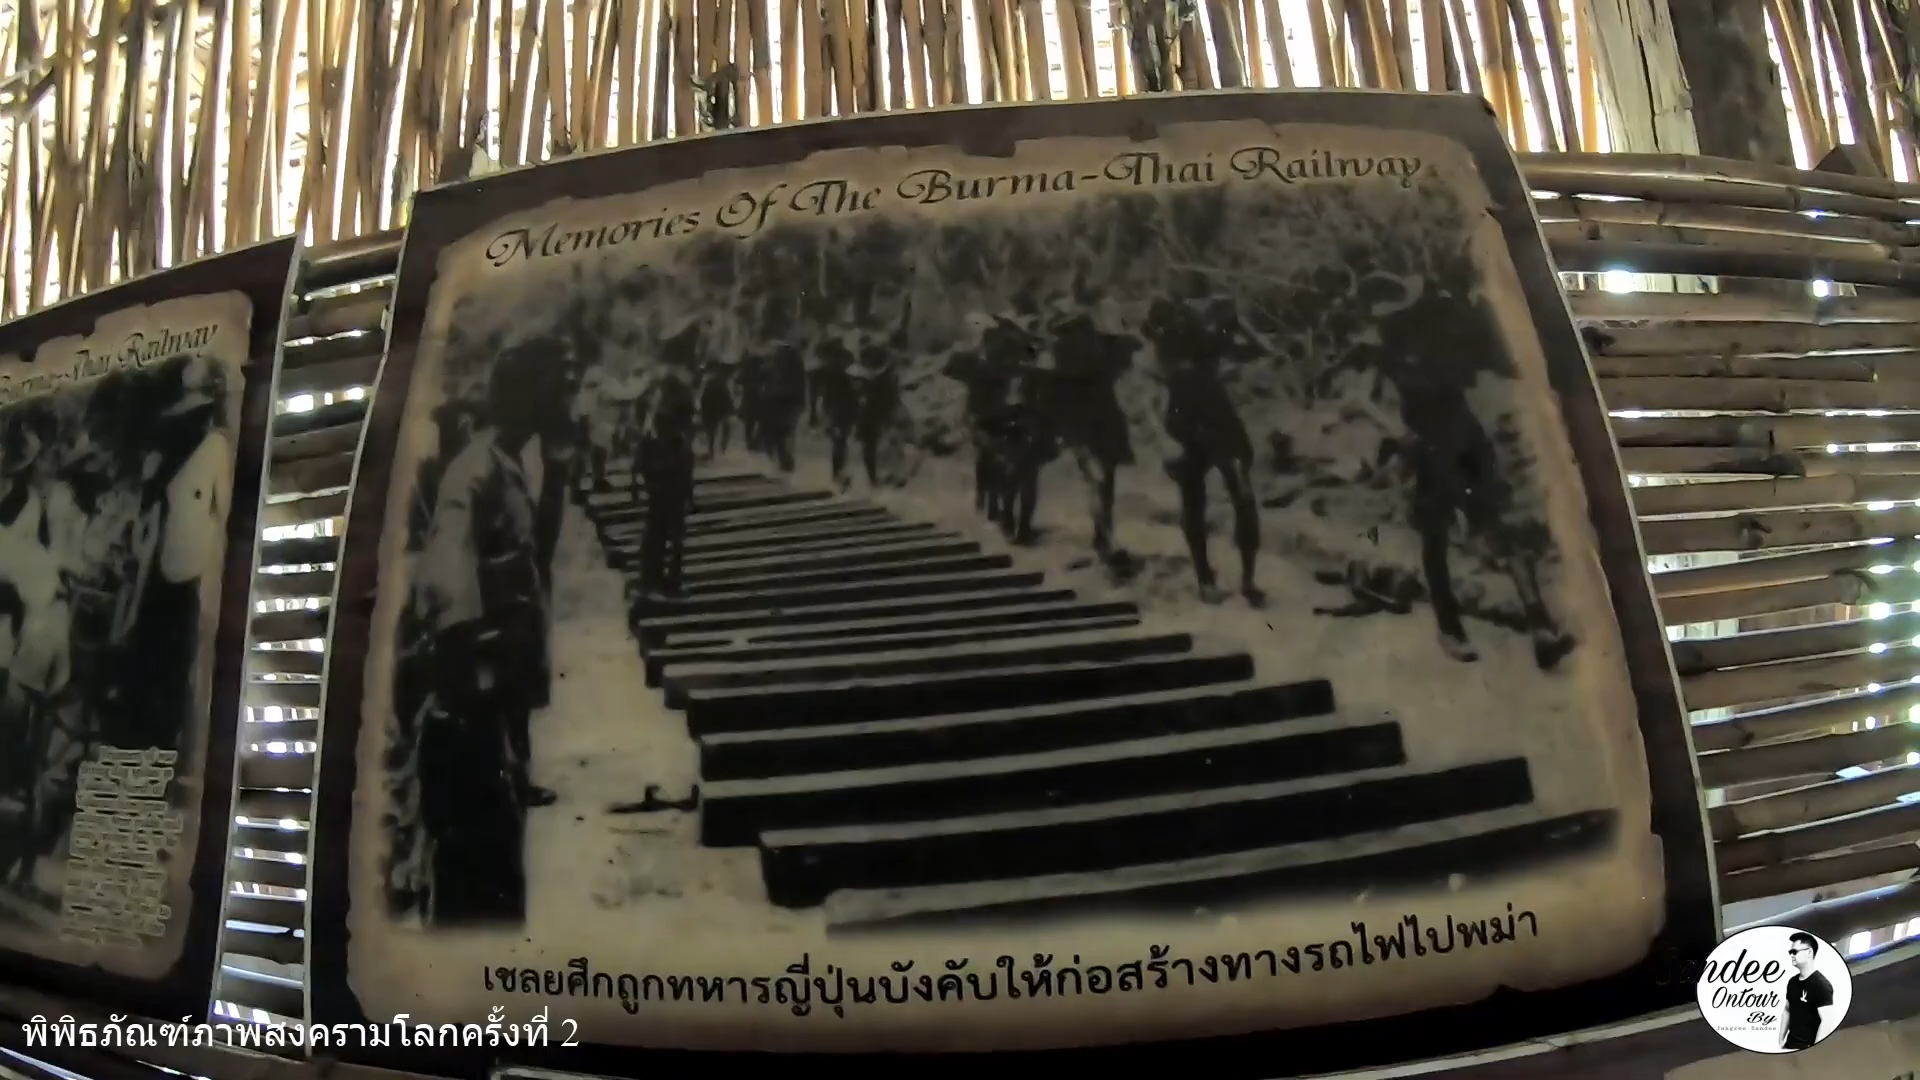 Memories Of The Burma-Thai Railway
Burma-Thai Railway
เชลยศึกถูกทหารญี่ปุ่นบังคับให้ก่อสร้างทางรถไฟไปพม่า
พิพิธภัณฑ์ภาพสงครามโลกครั้งที่ 2
Sandee
Ontour
By
Jakgree Sandee